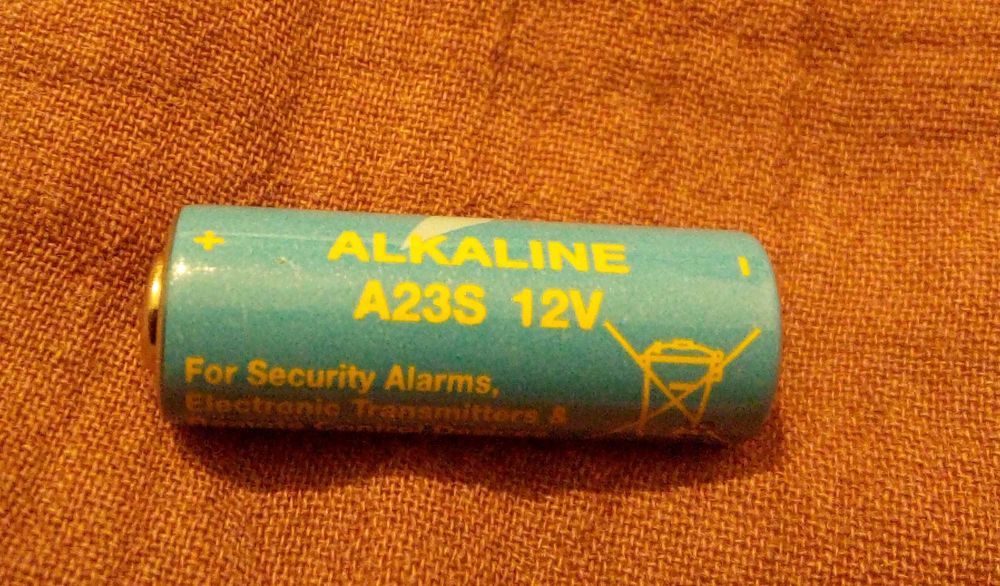 + ALKALINE -
A23S 12V
For Security Alarms,
Electronic Transmitters &